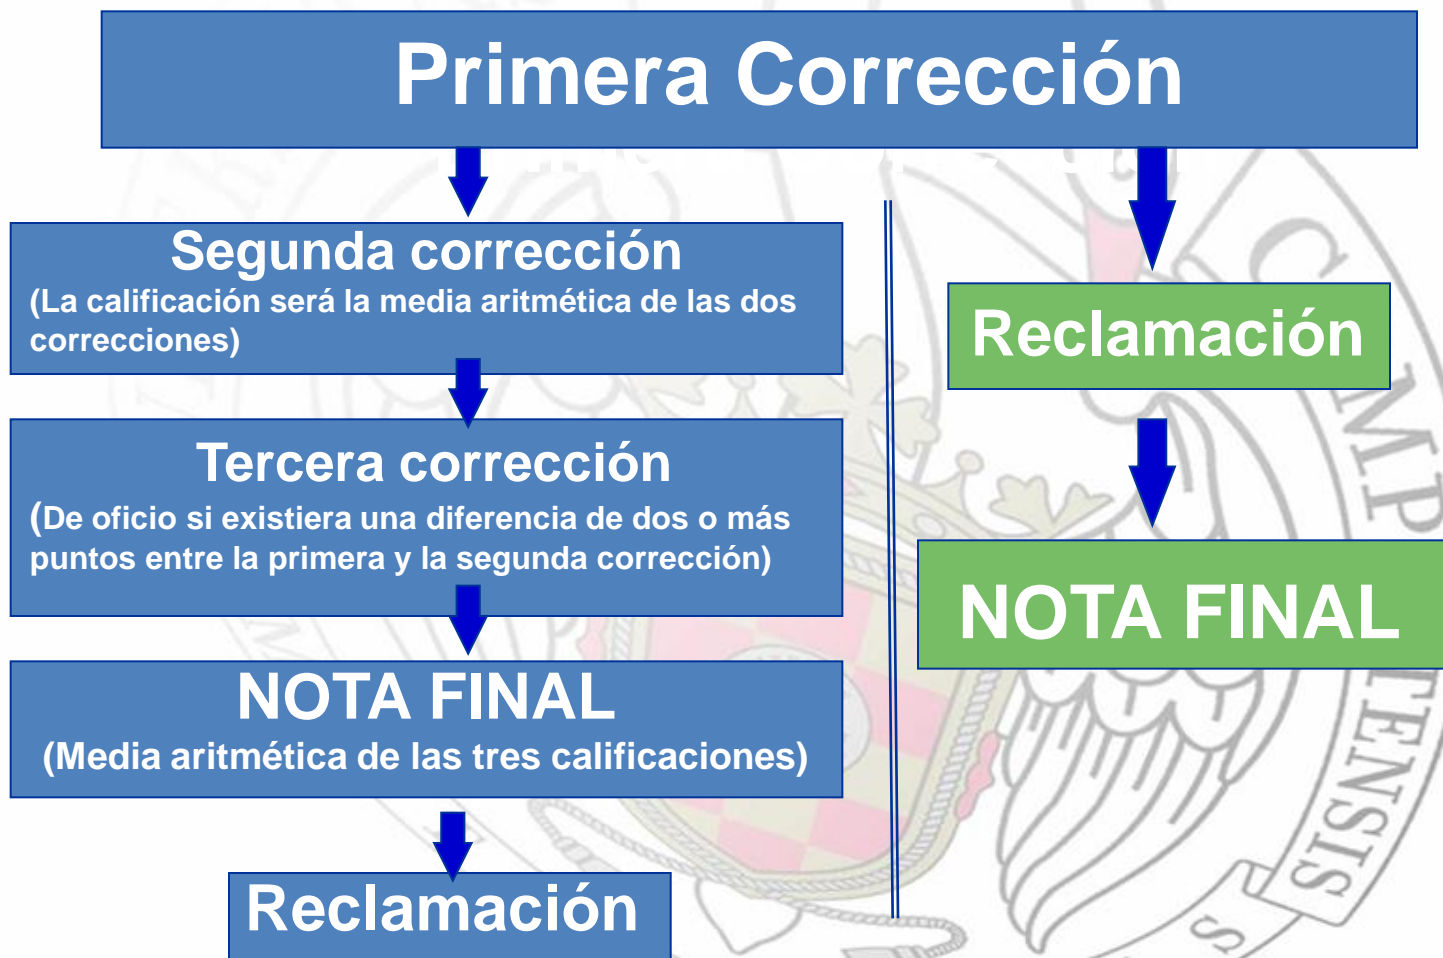 Primera Corrección
Segunda corrección
(La calificación será la media aritmética de las dos
correcciones)
Tercera corrección
(De oficio si existiera una diferencia de dos o más
puntos entre la primera y la segunda corrección)
NOTA FINAL
(Media aritmética de las tres calificaciones)
Reclamación
Reclamación
NOTA FINAL